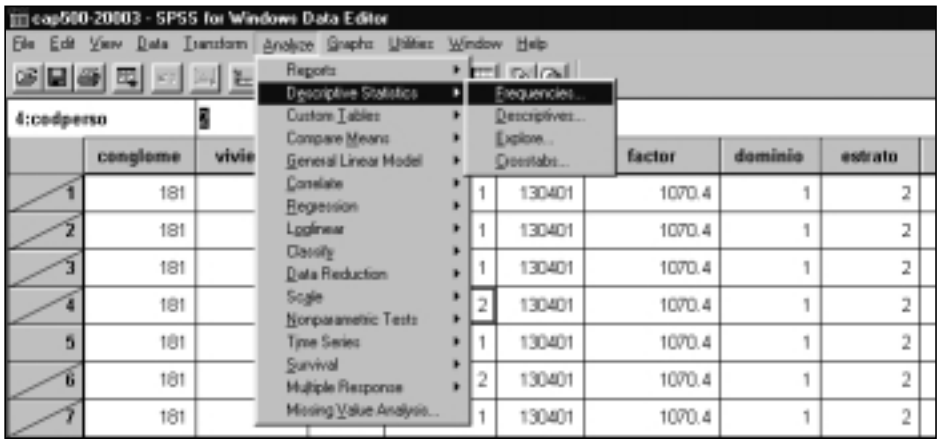 cap500-20003 - SPSS for Windows Data Editor
File Edit View Data Transform Analyze Graphs Utilities Window Help
Reports
Descriptive Statistics
Custom Tables
Compare Means
General Linear Model
Correlate
Regression
Loglinear
Classify
Data Reduction
Scale
Nonparametric Tests
Time Series
Survival
Multiple Response
Missing Value Analysis...
Frequencies...
Descriptives...
Explore...
Crosstabs...
4:codperso 2
conglome vivie factor dominio estrato
1 181 1 130401 1070.4 1 2
2 181 1 130401 1070.4 1 2
3 181 1 130401 1070.4 1 2
4 181 2 130401 1070.4 1 2
5 181 1 130401 1070.4 1 2
6 181 2 130401 1070.4 1 2
7 181 1 130401 1070.4 1 2